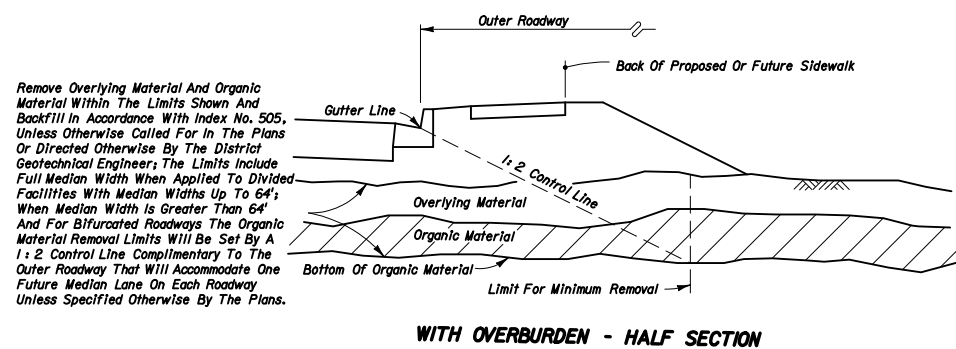 Outer Roadway
Back Of Proposed Or Future Sidewalk
Remove Overlying Material And Organic
Material Within The Limits Shown And
Backfill In Accordance With Index No. 505,
Unless Otherwise Called For In The Plans
Or Directed Otherwise By The District
Geotechnical Engineer; The Limits Include
Full Median Width When Applied To Divided
Facilities With Median Widths Up To 64';
When Median Width Is Greater Than 64'
And For Bifurcated Roadways The Organic
Material Removal Limits Will Be Set By A
1:2 Control Line Complimentary To The
Outer Roadway That Will Accommodate One
Future Median Lane On Each Roadway
Unless Specified Otherwise By The Plans.
Gutter Line
1:2 Control Line
Overlying Material
Organic Material
Bottom Of Organic Material
Limit For Minimum Removal
WITH OVERBURDEN - HALF SECTION